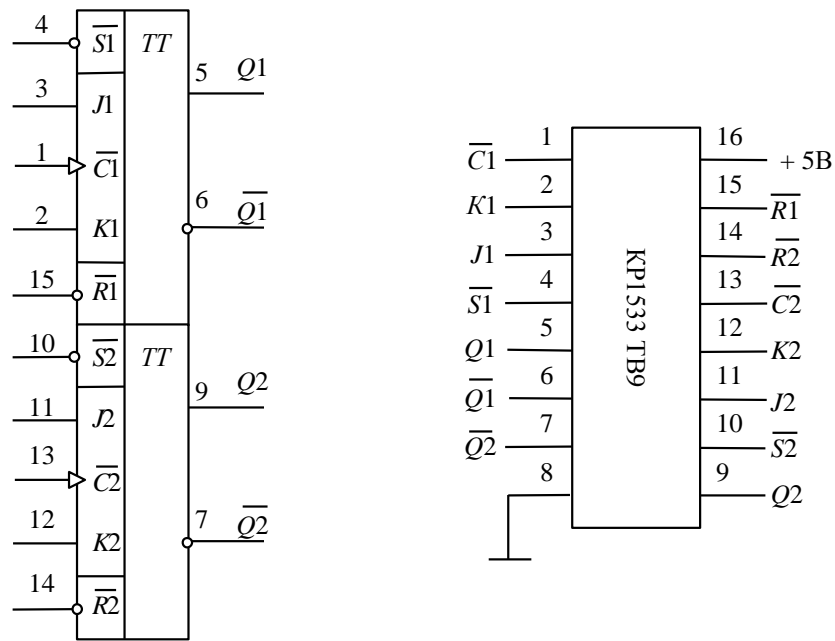 4 S1 TT
5 Q1
3 J1
1 C1
6 Q1
2 K1
15 R1
10 S2 TT
9 Q2
11 J2
13 C2
7 Q2
12 K2
14 R2
C1 1 16 + 5В
K1 2 15 R1
J1 3 14 R2
S1 4 13 C2
Q1 5 12 K2
Q1 6 11 J2
Q2 7 10 S2
8 9 Q2
КР1533 ТВ9